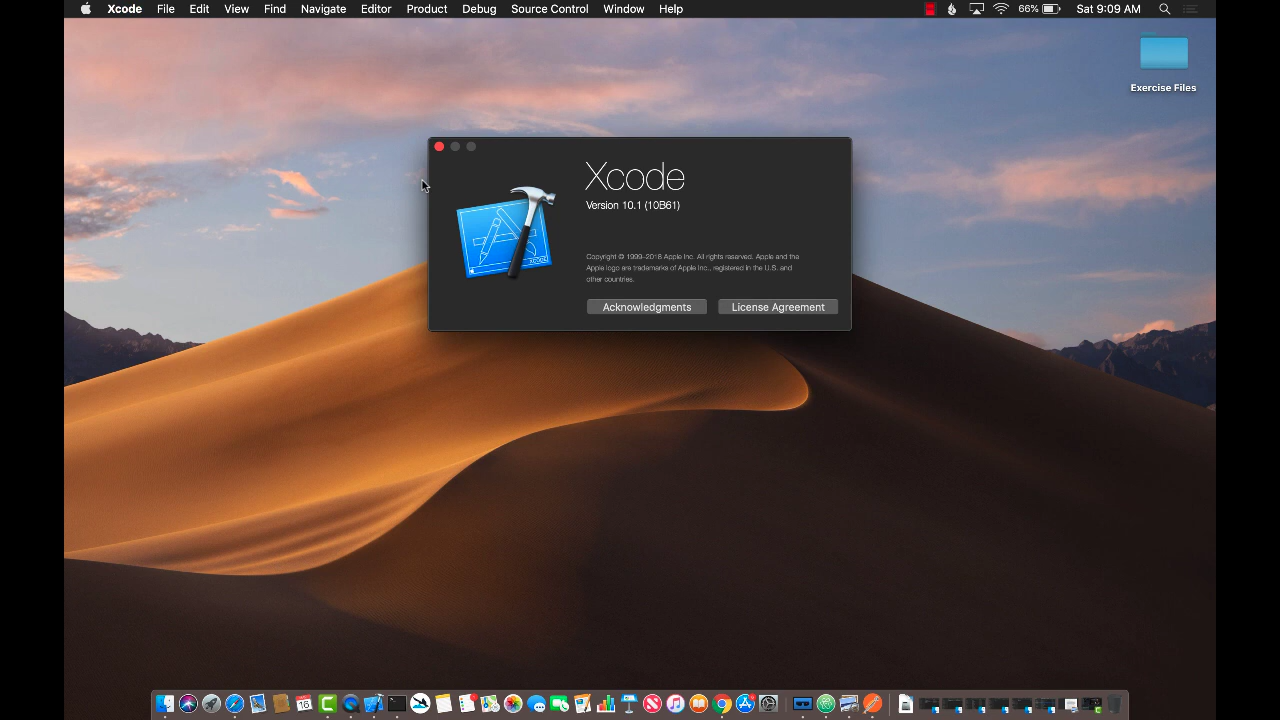 Xcode File Edit View Find Navigate Editor Product Debug Source Control Window Help 66% Sat 9:09 AM
Exercise Files
Xcode
Version 10.1 (10B61)
Copyright © 1999–2018 Apple Inc. All rights reserved. Apple and the
Apple logo are trademarks of Apple Inc., registered in the U.S. and
other countries.
Acknowledgments License Agreement